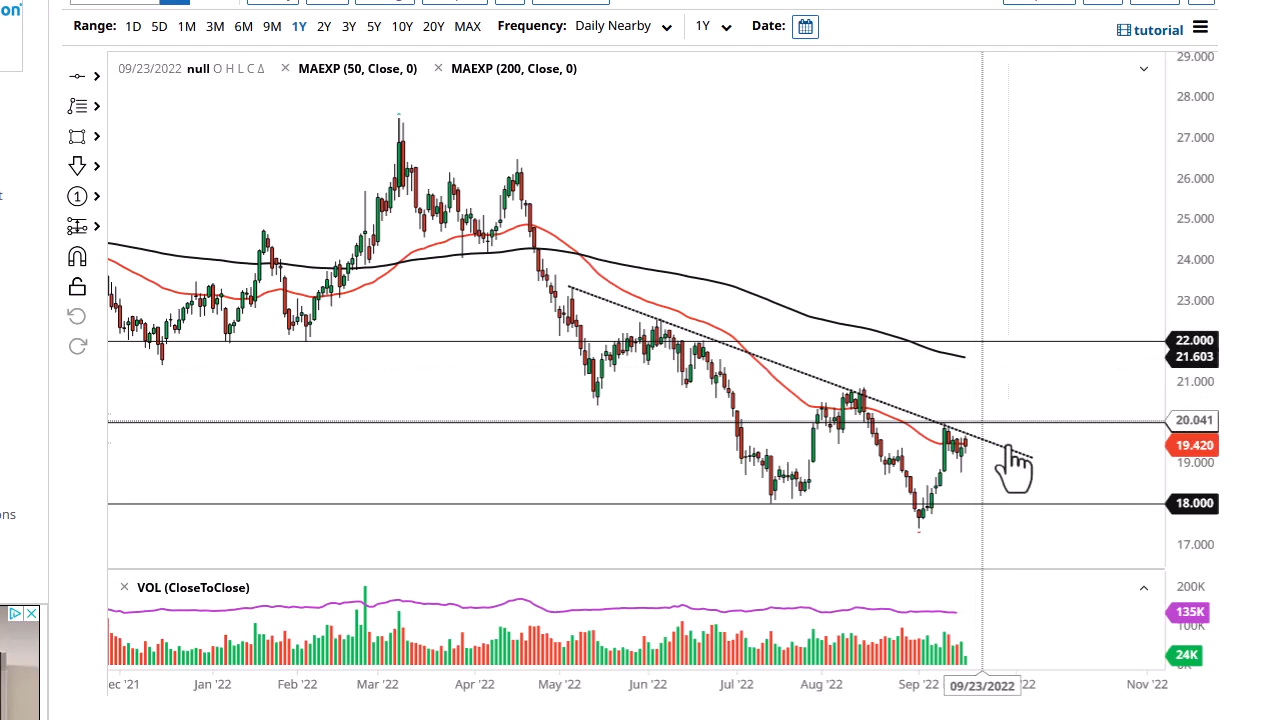 on
Range: 1D 5D 1M 3M 6M 9M 1Y 2Y 3Y 5Y 10Y 20Y MAX Frequency: Daily Nearby 1Y Date: tutorial
09/23/2022 null O H L C Δ × MAEXP (50, Close, 0) × MAEXP (200, Close, 0)
29.000
28.000
27.000
26.000
25.000
24.000
23.000
22.000
21.603
21.000
20.041
19.420
19.000
18.000
17.000
1
t
ons
× VOL (CloseToClose)
200K
135K
100K
24K
0K
ec '21 Jan '22 Feb '22 Mar '22 Apr '22 May '22 Jun '22 Jul '22 Aug '22 Sep '22 09/23/2022 '22 Nov '22